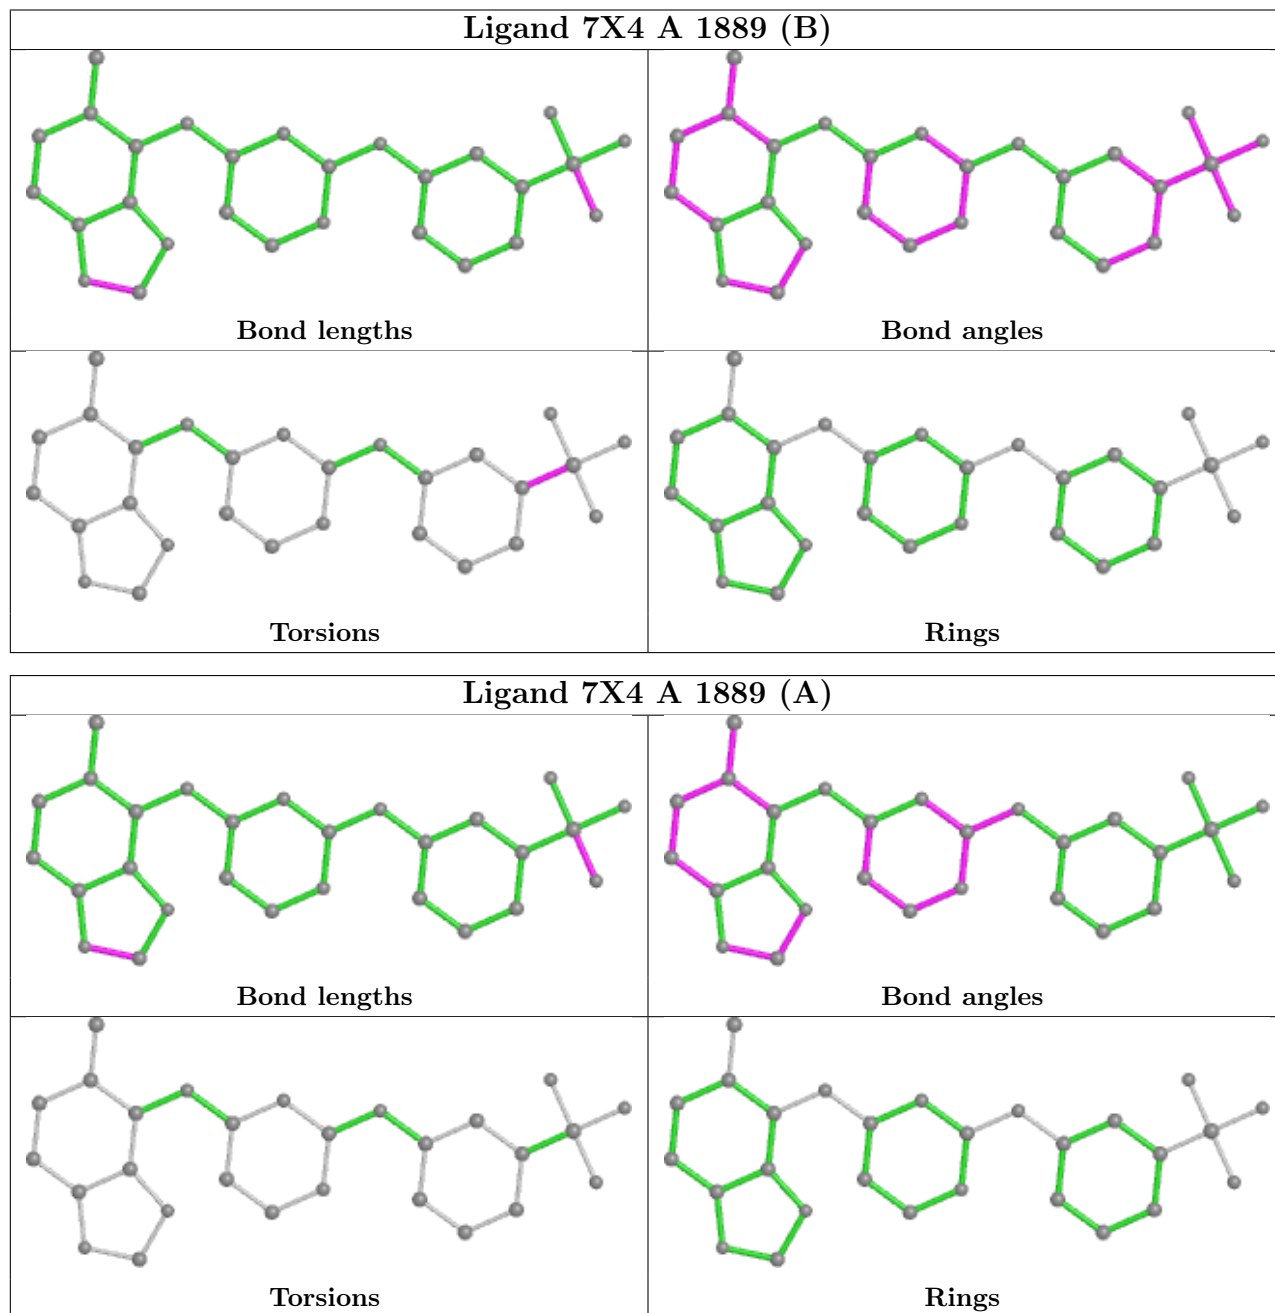 Ligand 7X4 A 1889 (B)
Bond lengths
Bond angles
Torsions
Rings
Ligand 7X4 A 1889 (A)
Bond lengths
Bond angles
Torsions
Rings